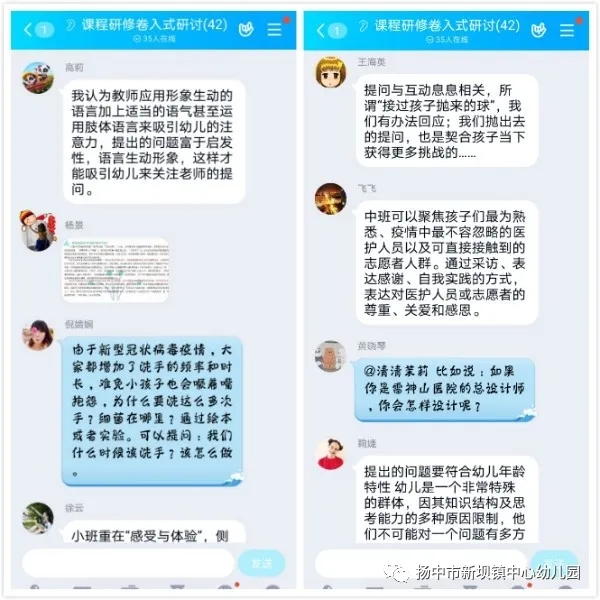 1
课程研修卷入式研讨(42)
35人在线
高莉
我认为教师应用形象生动的
语言加上适当的语气甚至运
用肢体语言来吸引幼儿的注
意力，提出的问题富于启发
性，语言生动形象，这样才
能吸引幼儿来关注老师的提
问。
杨景
倪婧娴
由于新型冠状病毒疫情，大
家都增加了洗手的频率和时
长，难免小孩子也会噘着嘴
抱怨，为什么要洗这么多次
手？细菌在哪里？通过绘本
或者实验。可以提问：我们
什么时候该洗手？该怎么做
。
徐云
小班重在“感受与体验”，侧
发送
1
课程研修卷入式研讨(42)
35人在线
王海英
提问与互动息息相关，所
谓“接过孩子抛来的球”，我
们有办法回应；我们抛出去
的提问，也是契合孩子当下
获得更多挑战的......
飞飞
中班可以聚焦孩子们最为熟
悉、疫情中最不容忽略的医
护人员以及可直接接触到的
志愿者人群。通过采访、表
达感谢、自我实践的方式，
表达对医护人员或志愿者的
尊重、关爱和感恩。
黄晓琴
@清清茉莉 比如说：如果
你是雷神山医院的总设计师
，你会怎样设计呢？
鞠婕
提出的问题要符合幼儿年龄
特性 幼儿是一个非常特殊
的群体，因其知识结构及思
考能力的多种原因限制，他
们不可能对一个问题有多方
扬中市新坝镇中心幼儿园